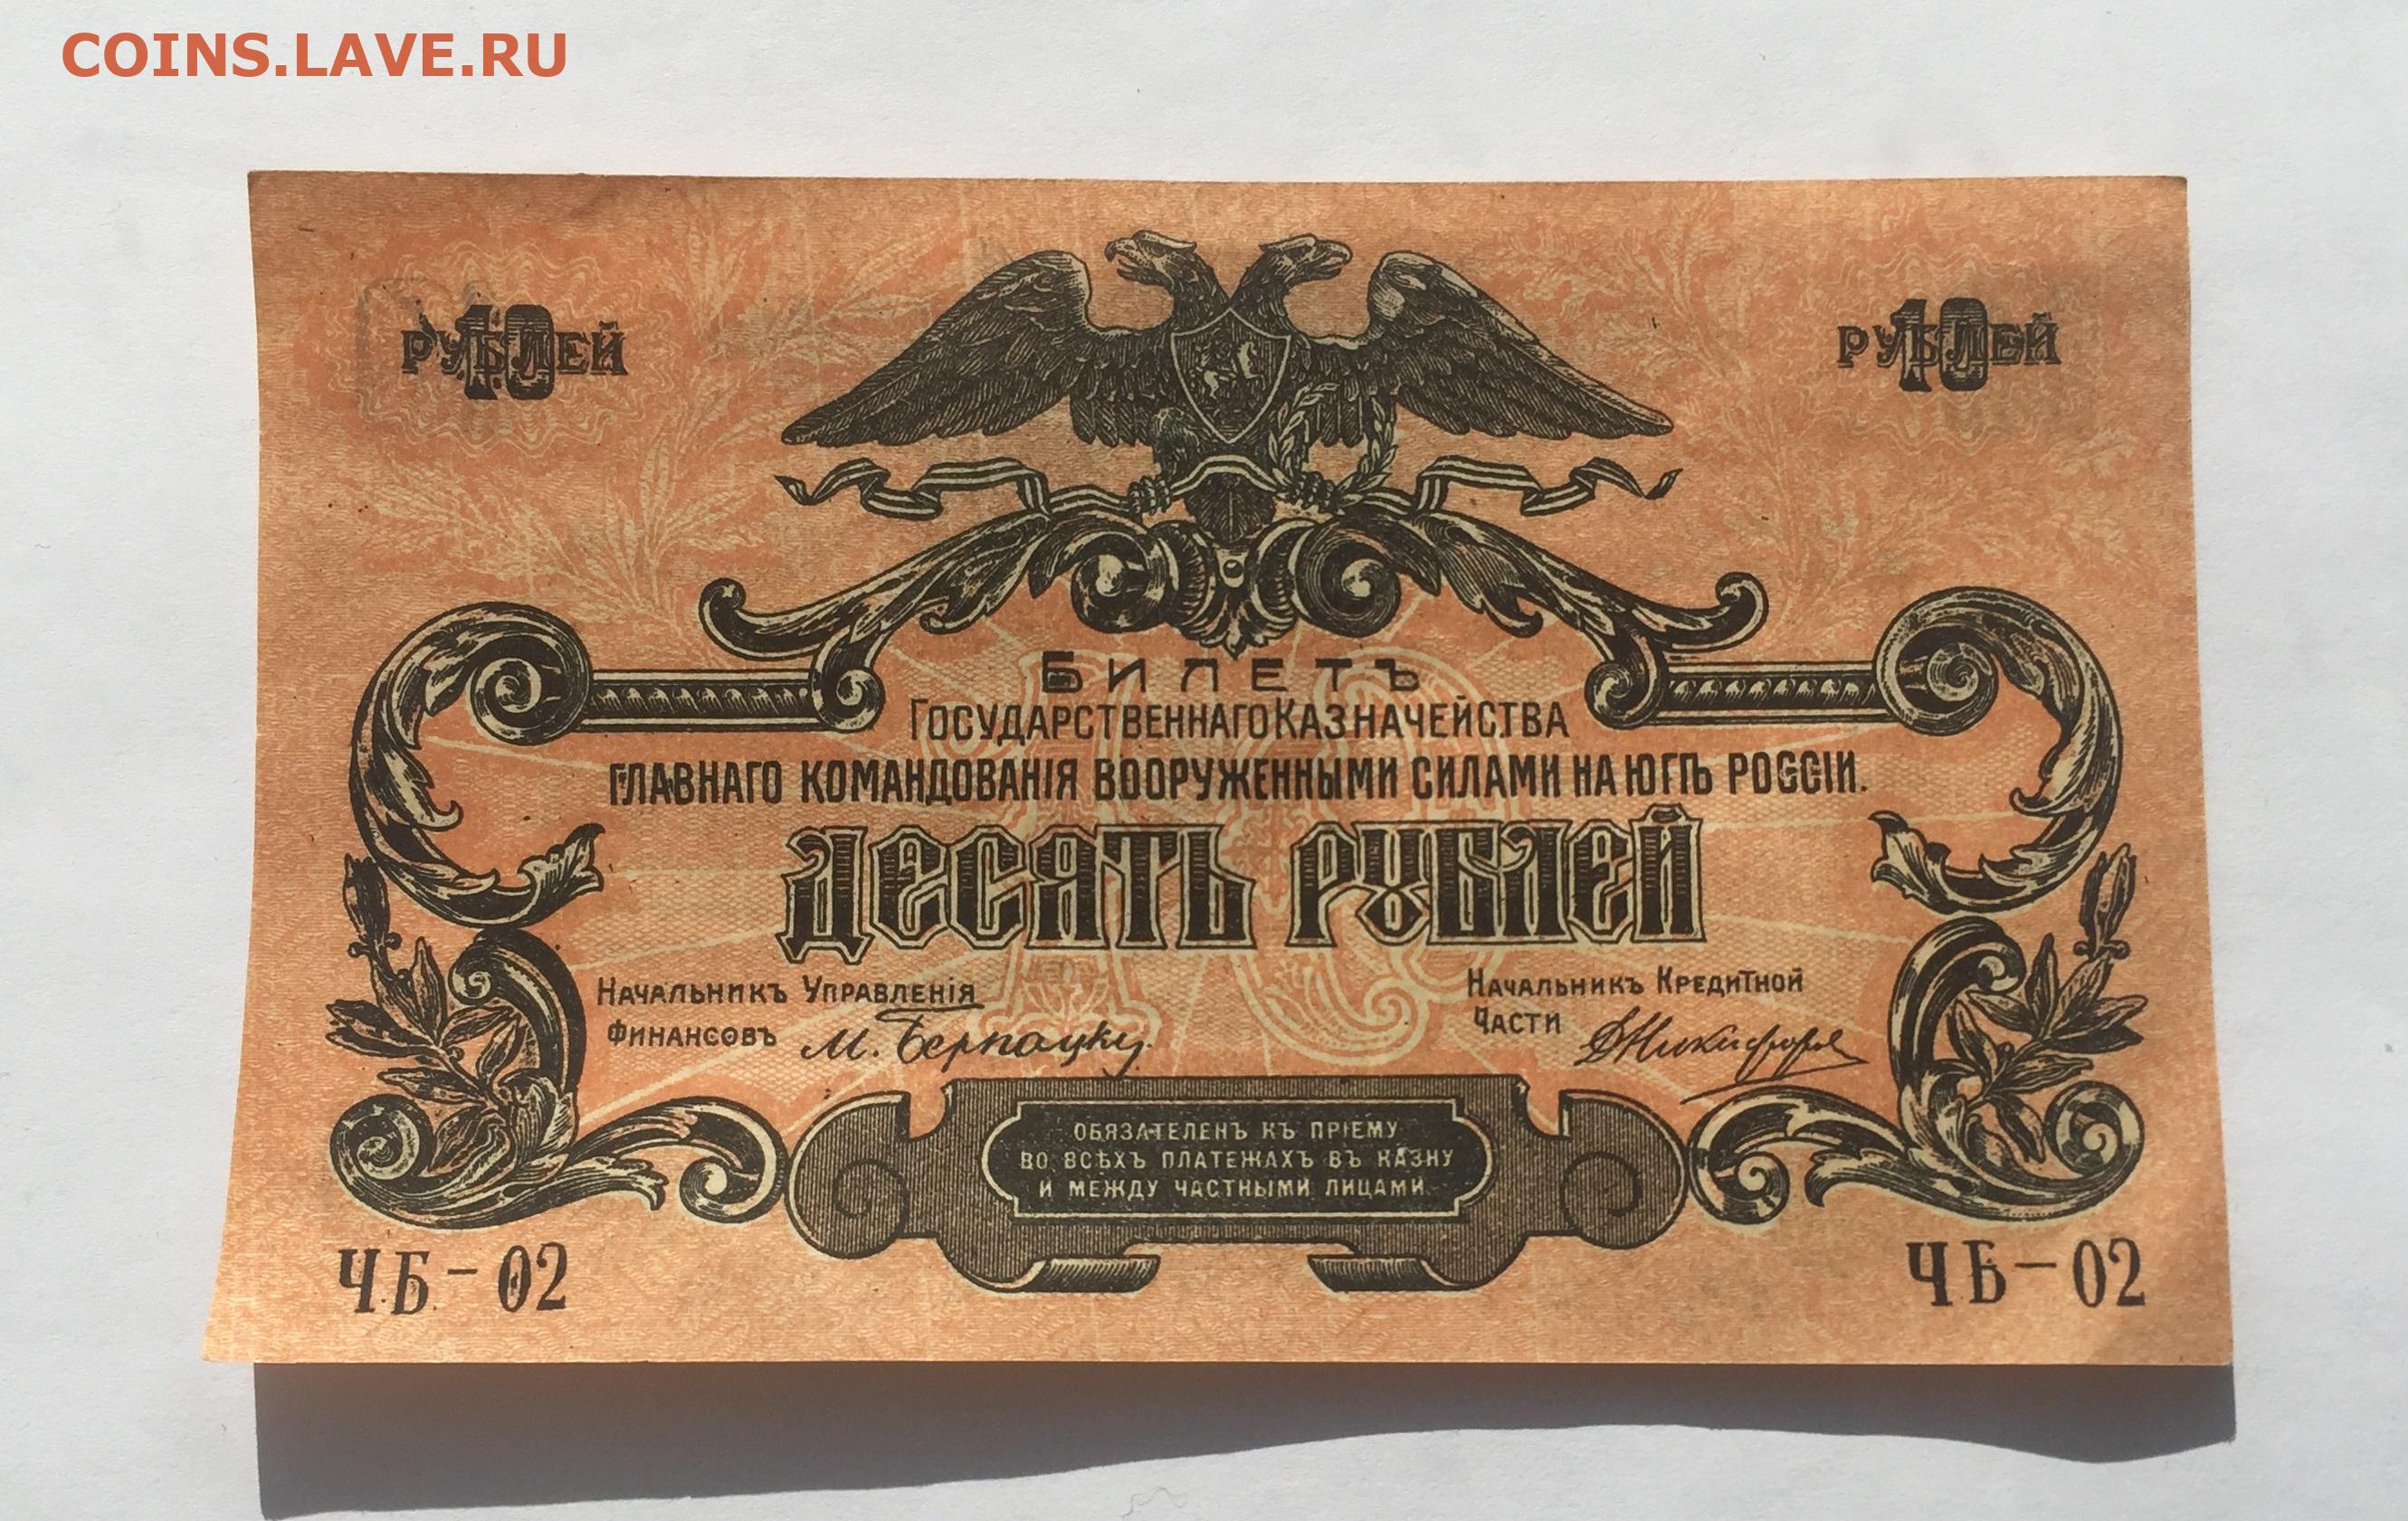 COINS.LAVE.RU
10 РУБЛЕЙ
10 РУБЛЕЙ
БИЛЕТЪ
ГОСУДАРСТВЕННАГО КАЗНАЧЕЙСТВА
ГЛАВНАГО КОМАНДОВАНІЯ ВООРУЖЕННЫМИ СИЛАМИ НА ЮГѢ РОССІИ.
ДЕСЯТЬ РУБЛЕЙ
НАЧАЛЬНИКЪ УПРАВЛЕНІЯ
ФИНАНСОВЪ М. Бернацкій
НАЧАЛЬНИКЪ КРЕДИТНОЙ
ЧАСТИ
ОБЯЗАТЕЛЕНЪ КЪ ПРІЕМУ
ВО ВСѢХЪ ПЛАТЕЖАХЪ ВЪ КАЗНУ
И МЕЖДУ ЧАСТНЫМИ ЛИЦАМИ.
ЧБ-02
ЧБ-02